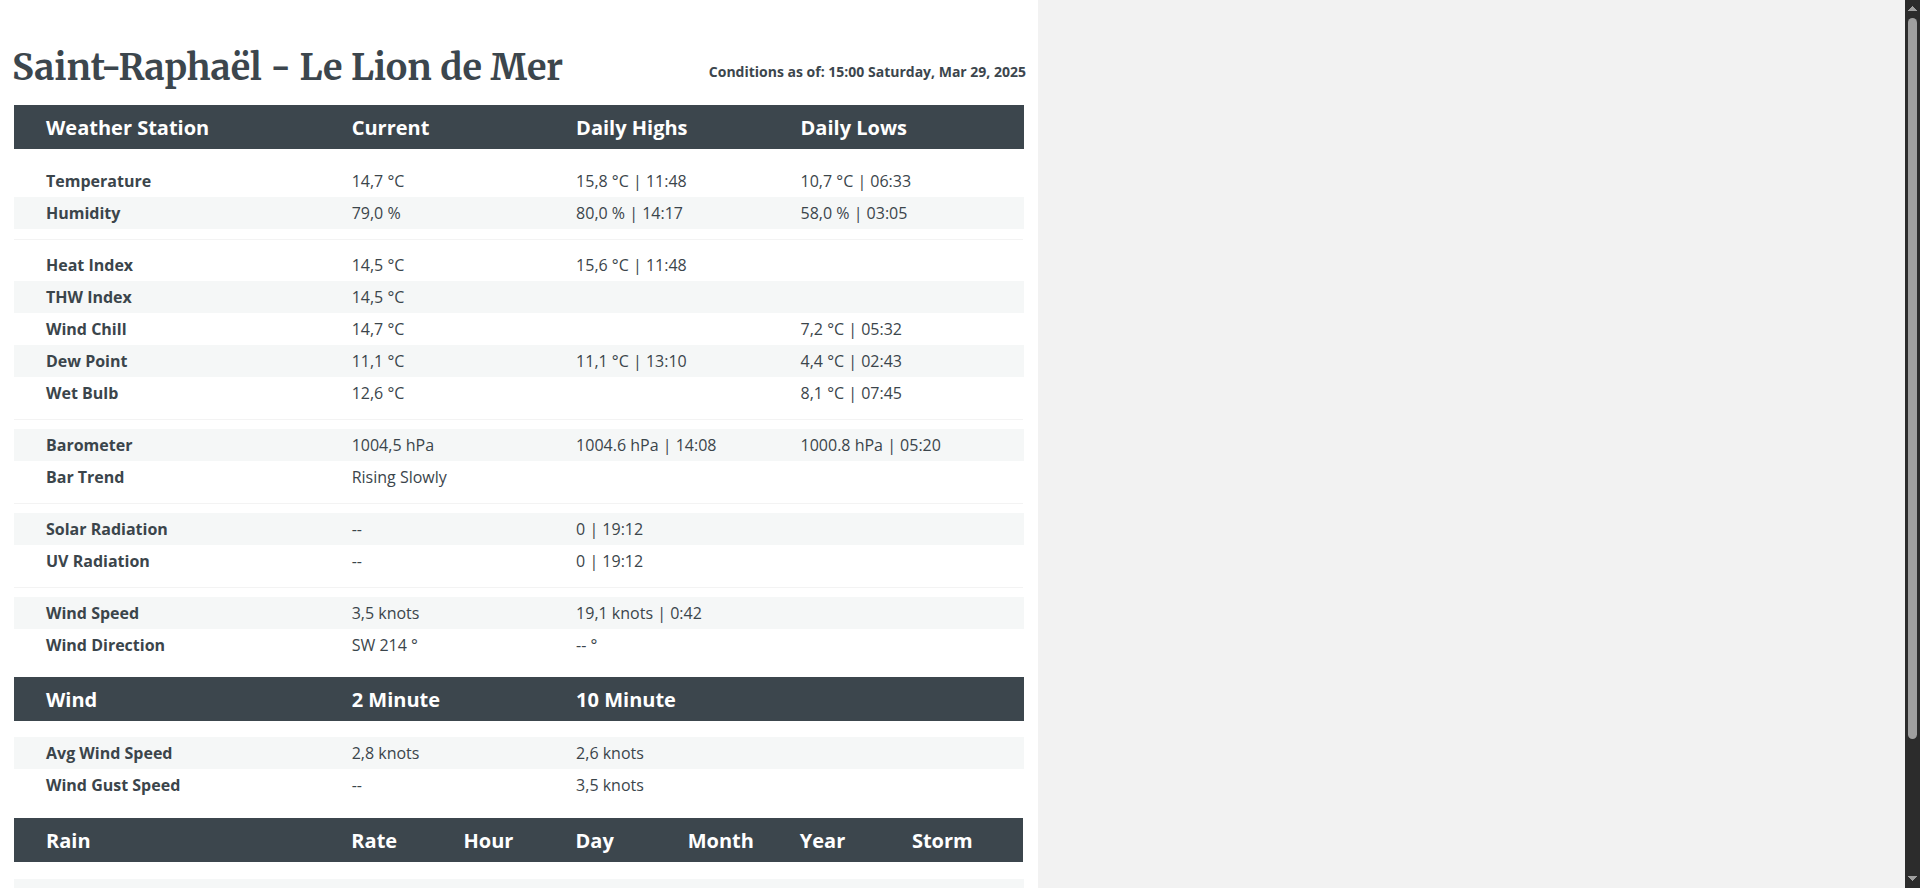 Saint-Raphaël - Le Lion de Mer
Conditions as of: 15:00 Saturday, Mar 29, 2025
Weather Station Current Daily Highs Daily Lows
Temperature 14,7 °C 15,8 °C | 11:48 10,7 °C | 06:33
Humidity 79,0 % 80,0 % | 14:17 58,0 % | 03:05
Heat Index 14,5 °C 15,6 °C | 11:48
THW Index 14,5 °C
Wind Chill 14,7 °C 7,2 °C | 05:32
Dew Point 11,1 °C 11,1 °C | 13:10 4,4 °C | 02:43
Wet Bulb 12,6 °C 8,1 °C | 07:45
Barometer 1004,5 hPa 1004.6 hPa | 14:08 1000.8 hPa | 05:20
Bar Trend Rising Slowly
Solar Radiation -- 0 | 19:12
UV Radiation -- 0 | 19:12
Wind Speed 3,5 knots 19,1 knots | 0:42
Wind Direction SW 214 ° -- °
Wind 2 Minute 10 Minute
Avg Wind Speed 2,8 knots 2,6 knots
Wind Gust Speed -- 3,5 knots
Rain Rate Hour Day Month Year Storm